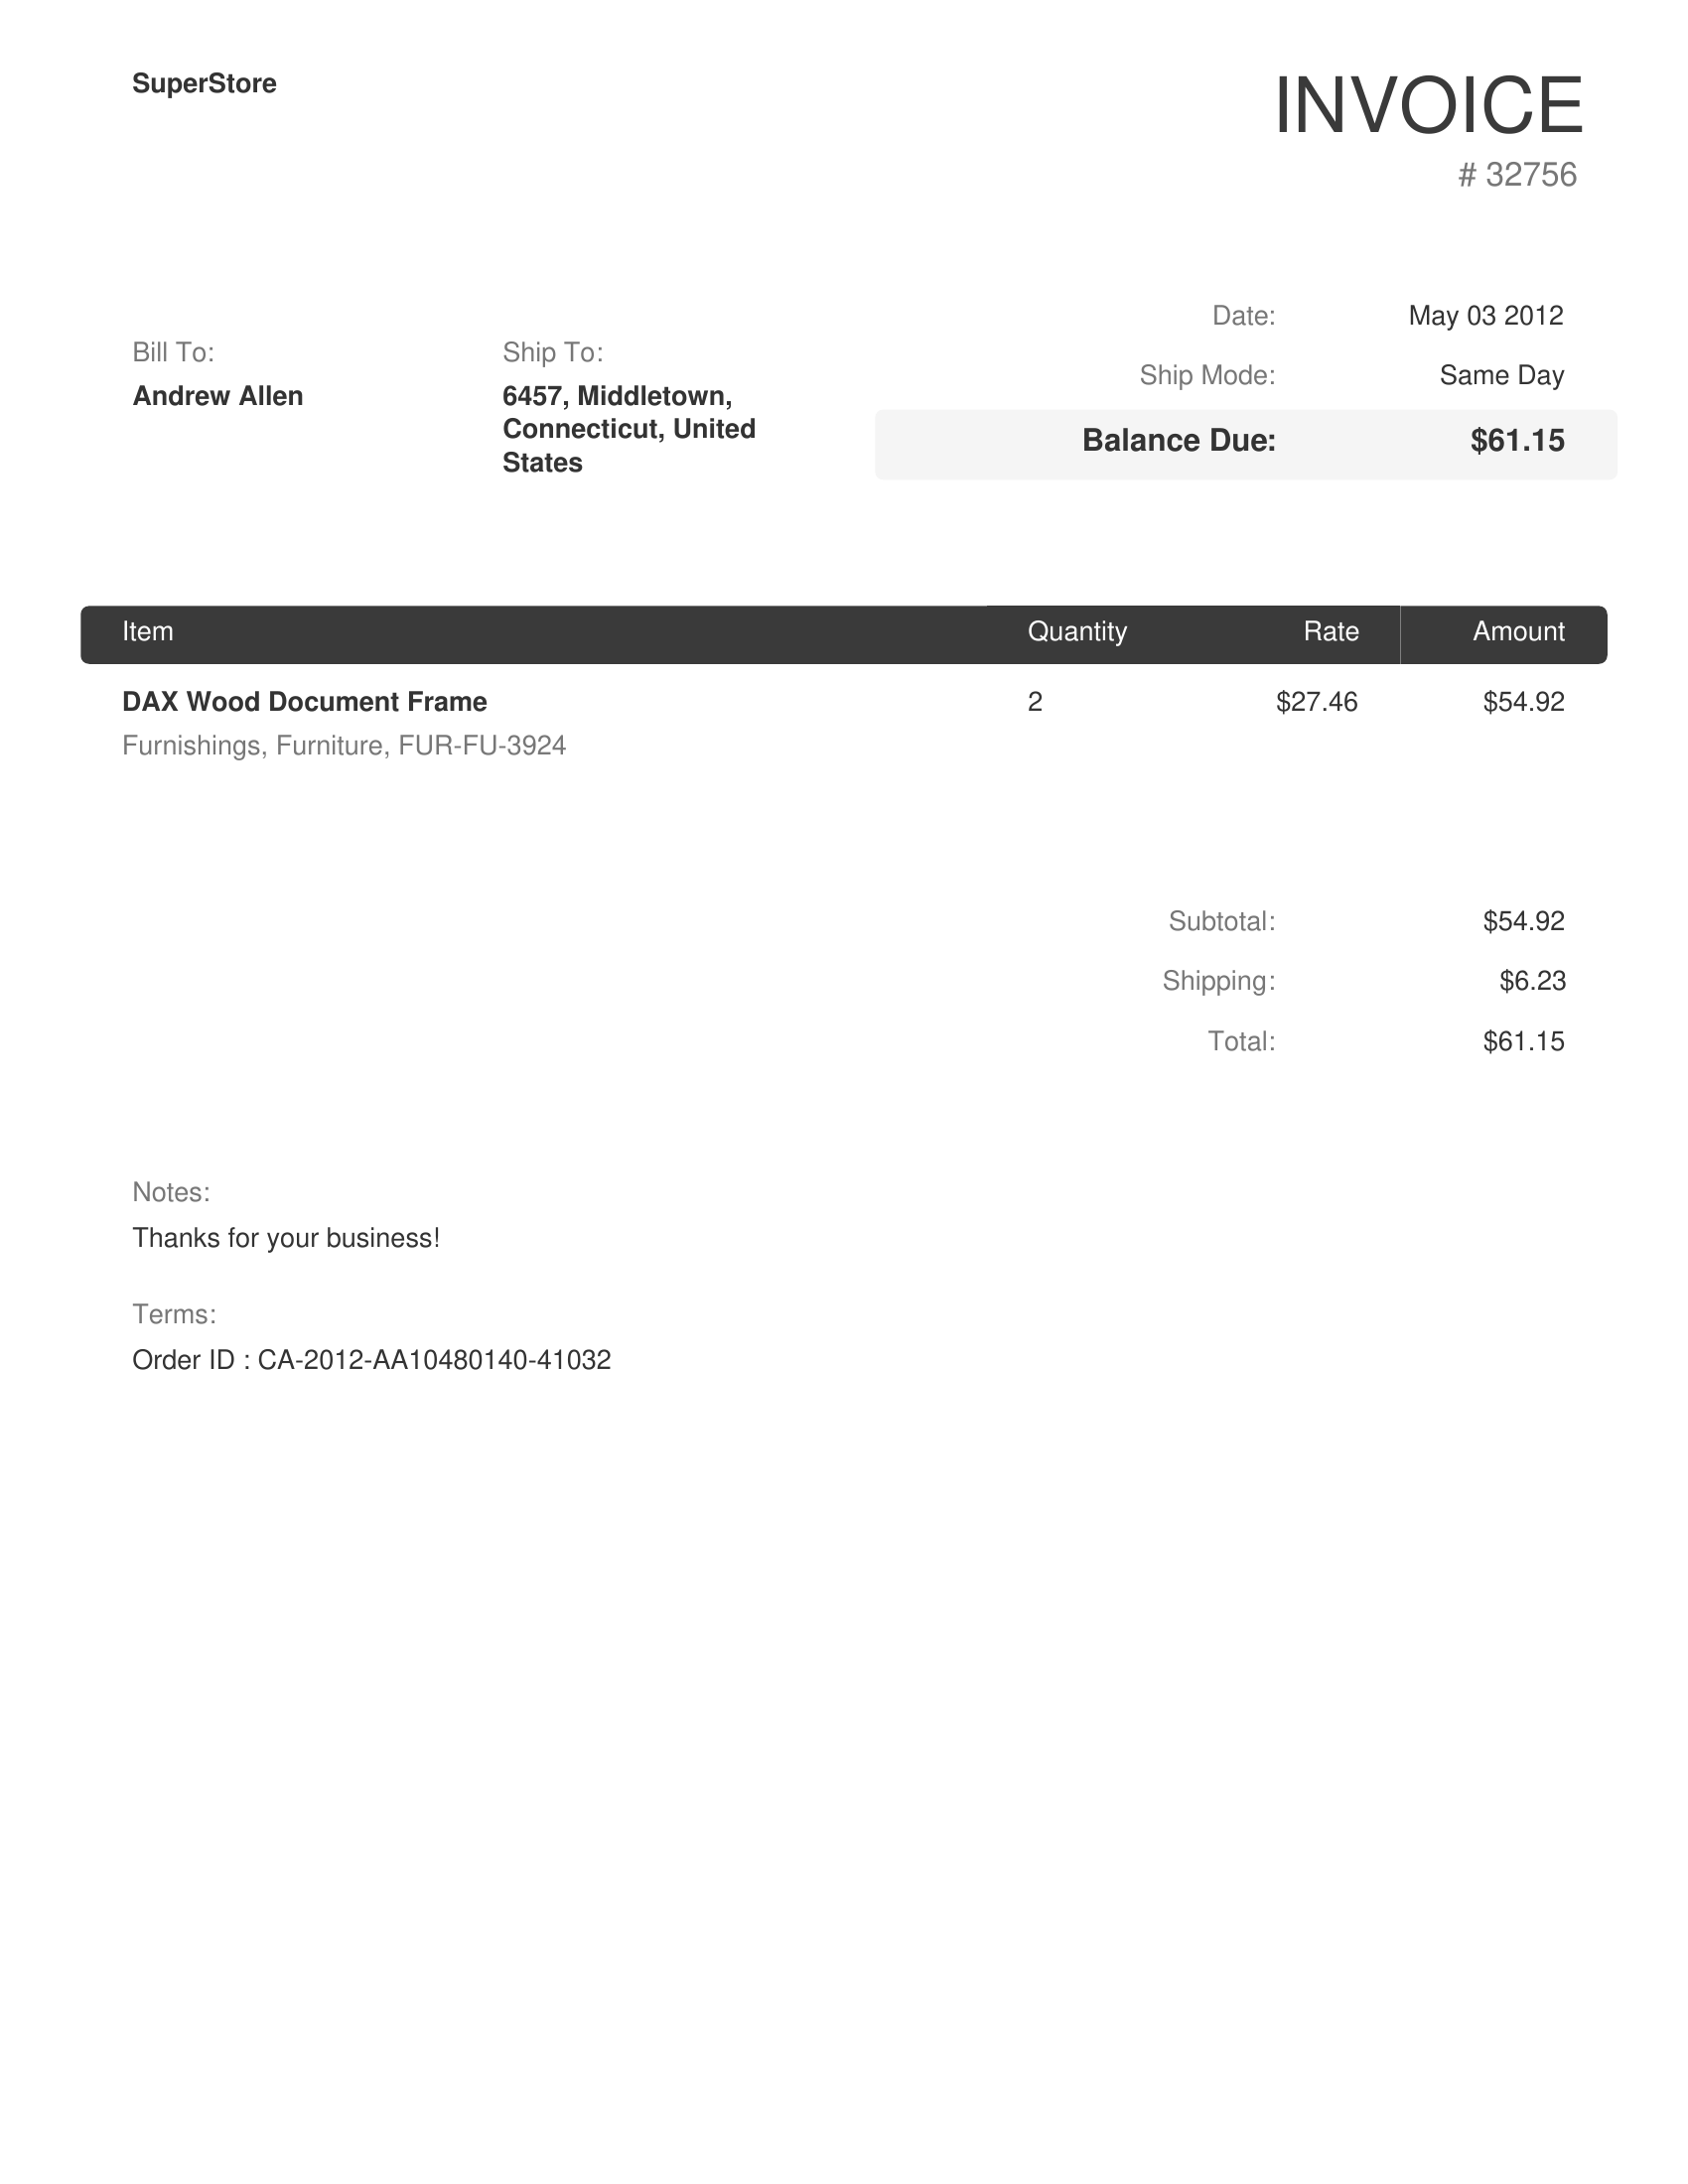 SuperStore
INVOICE
# 32756
Date: May 03 2012
Ship Mode: Same Day
Balance Due: $61.15
Bill To:
Andrew Allen
Ship To:
6457, Middletown,
Connecticut, United
States
Item Quantity Rate Amount
DAX Wood Document Frame 2 $27.46 $54.92
Furnishings, Furniture, FUR-FU-3924
Subtotal: $54.92
Shipping: $6.23
Total: $61.15
Notes:
Thanks for your business!
Terms:
Order ID : CA-2012-AA10480140-41032